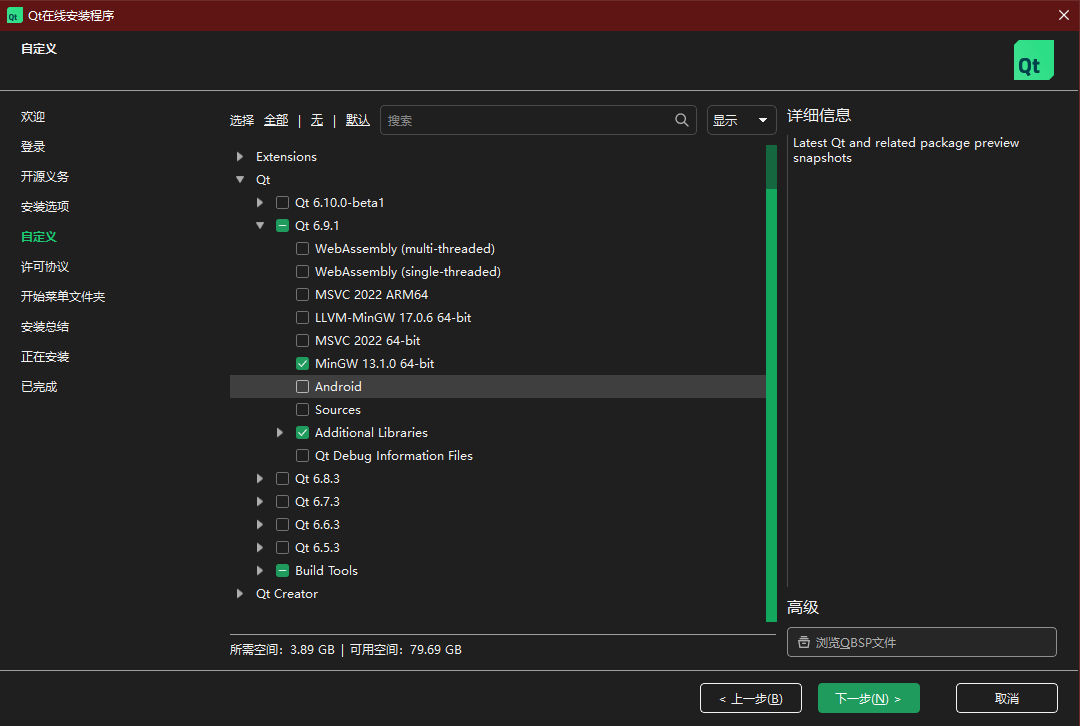 Qt在线安装程序
自定义
Qt
欢迎
登录
开源义务
安装选项
自定义
许可协议
开始菜单文件夹
安装总结
正在安装
已完成
选择 全部 | 无 | 默认 搜索 显示
Extensions
Qt
Qt 6.10.0-beta1
Qt 6.9.1
WebAssembly (multi-threaded)
WebAssembly (single-threaded)
MSVC 2022 ARM64
LLVM-MinGW 17.0.6 64-bit
MSVC 2022 64-bit
MinGW 13.1.0 64-bit
Android
Sources
Additional Libraries
Qt Debug Information Files
Qt 6.8.3
Qt 6.7.3
Qt 6.6.3
Qt 6.5.3
Build Tools
Qt Creator
所需空间: 3.89 GB | 可用空间: 79.69 GB
详细信息
Latest Qt and related package preview
snapshots
高级
浏览QBSP文件
< 上一步(B)
下一步(N) >
取消